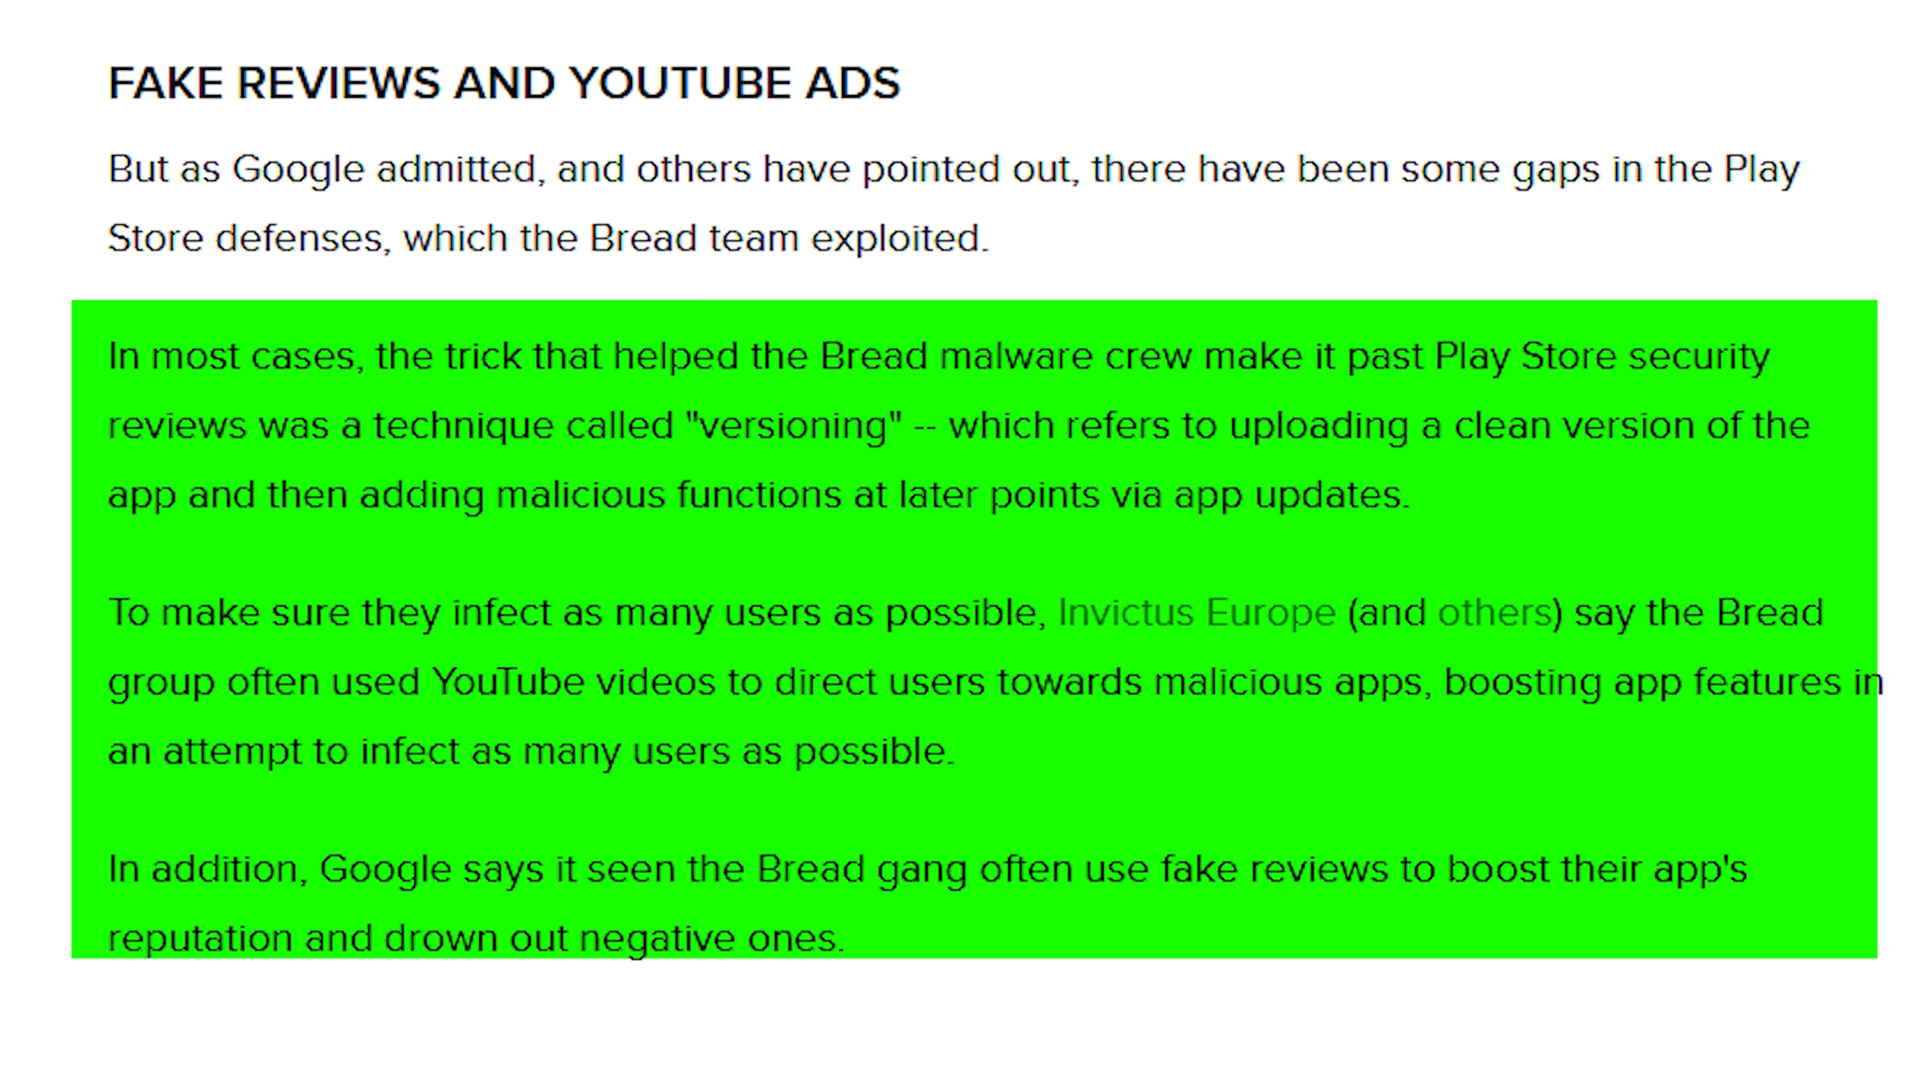 FAKE REVIEWS AND YOUTUBE ADS
But as Google admitted, and others have pointed out, there have been some gaps in the Play
Store defenses, which the Bread team exploited.
In most cases, the trick that helped the Bread malware crew make it past Play Store security
reviews was a technique called "versioning" -- which refers to uploading a clean version of the
app and then adding malicious functions at later points via app updates.
To make sure they infect as many users as possible, Invictus Europe (and others) say the Bread
group often used YouTube videos to direct users towards malicious apps, boosting app features in
an attempt to infect as many users as possible.
In addition, Google says it seen the Bread gang often use fake reviews to boost their app's
reputation and drown out negative ones.